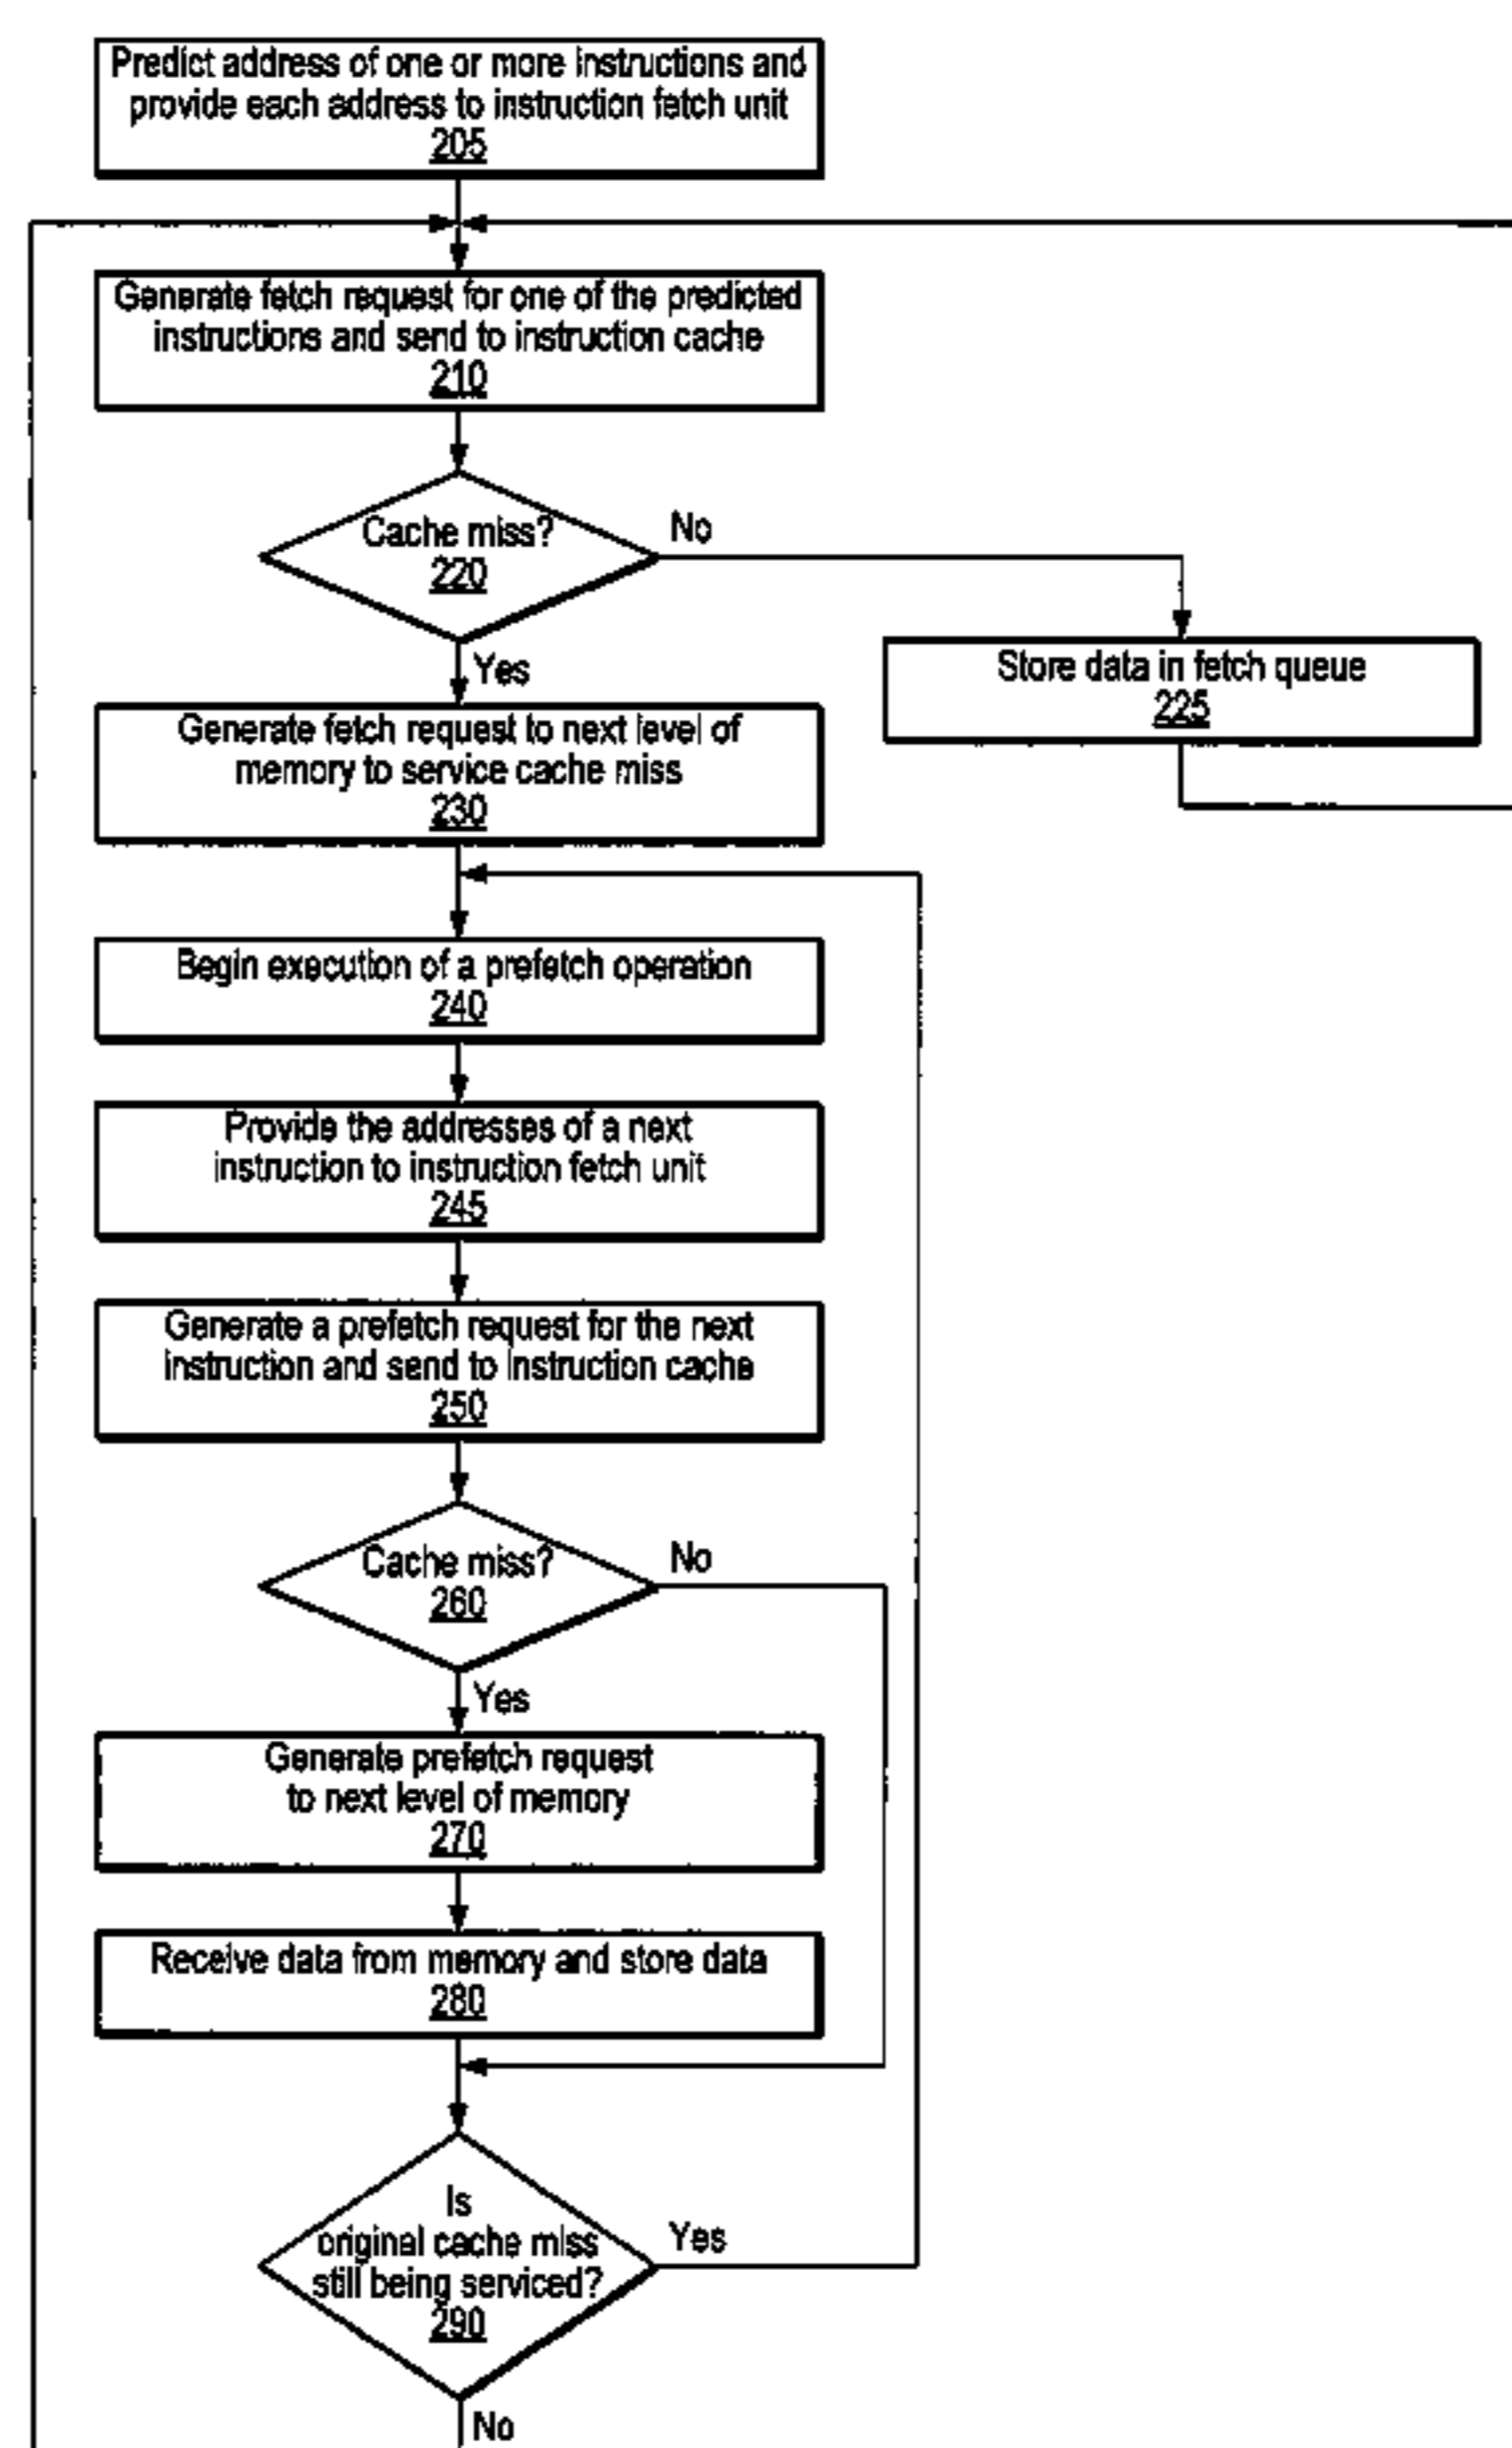 Predict address of one or more instructions and
provide each address to instruction fetch unit
205
Generate fetch request for one of the predicted
instructions and send to instruction cache
210
Cache miss?
220
No
Yes
Store data in fetch queue
225
Generate fetch request to next level of
memory to service cache miss
230
Begin execution of a prefetch operation
240
Provide the addresses of a next
instruction to instruction fetch unit
245
Generate a prefetch request for the next
instruction and send to instruction cache
250
Cache miss?
260
No
Yes
Generate prefetch request
to next level of memory
270
Receive data from memory and store data
280
Is
original cache miss
still being serviced?
290
Yes
No